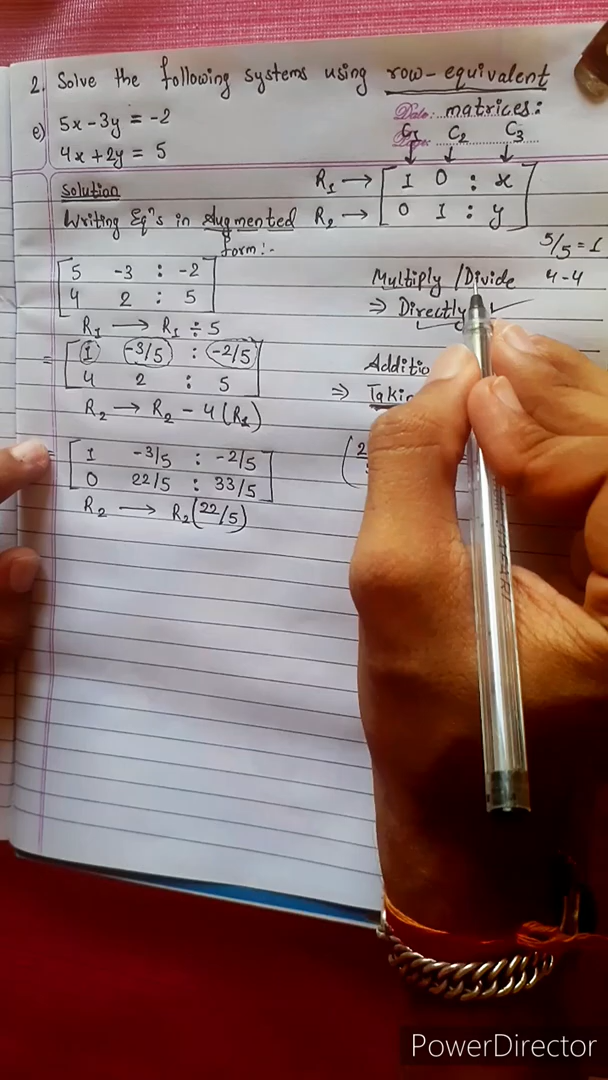 2. Solve the following systems using row-equivalent
Date: matrices:
e) 5x - 3y = -2
4x + 2y = 5
C1 C2 C3
↓ ↓ ↓
Solution
R1 → [ 1 0 : x
R2 → 0 1 : y ]
Writing Eqns in Augmented
form:-
5/5 = 1
4-4
[ 5 -3 : -2
4 2 : 5 ]
Multiply / Divide
⇒ Directly ✓
R1 → R1 ÷ 5
= [ 1 -3/5 : -2/5
4 2 : 5 ]
R2 → R2 - 4(R1)
⇒
= [ 1 -3/5 : -2/5
0 22/5 : 33/5 ]
R2 → R2(22/5)
PowerDirector